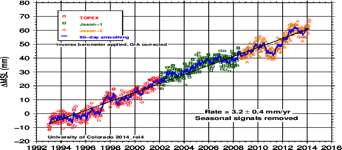 80
70
60
50
40
30
20
10
0
−10
−20
ΔMSL (mm)
TOPEX
Jason-1
Jason-2
60-day smoothing
Inverse barometer applied, GIA corrected
Rate = 3.2 ± 0.4 mm/yr
Seasonal signals removed
University of Colorado 2014_rel4
1992 1994 1996 1998 2000 2002 2004 2006 2008 2010 2012 2014 2016